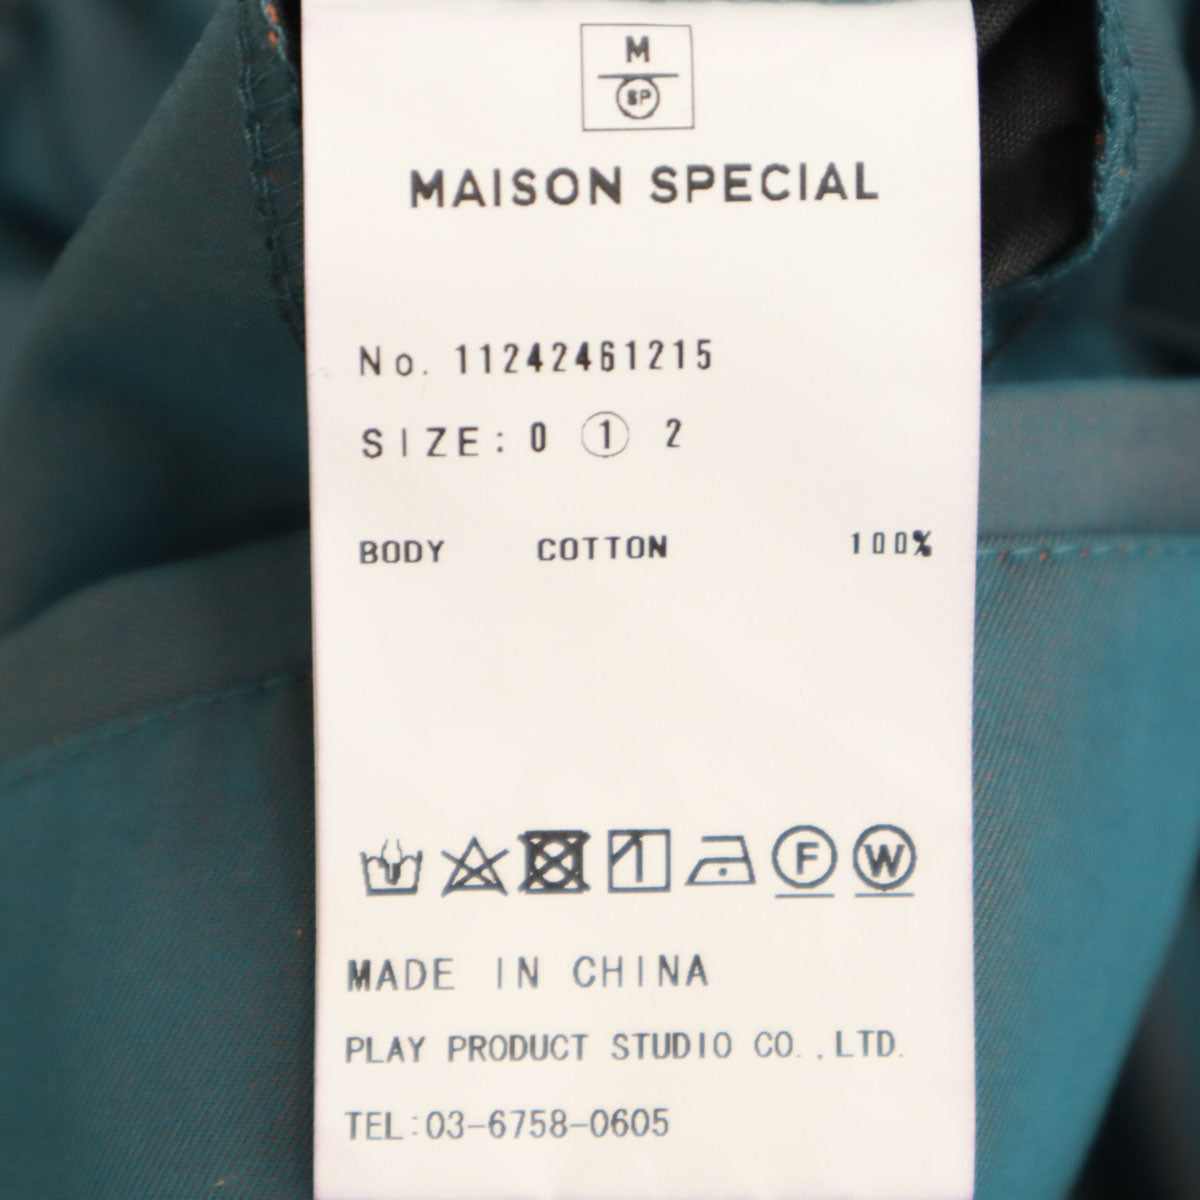 M
SP
MAISON SPECIAL
No. 11242461215
SIZE: 0 ① 2
BODY COTTON 100%
F W
MADE IN CHINA
PLAY PRODUCT STUDIO CO.,LTD.
TEL:03-6758-0605